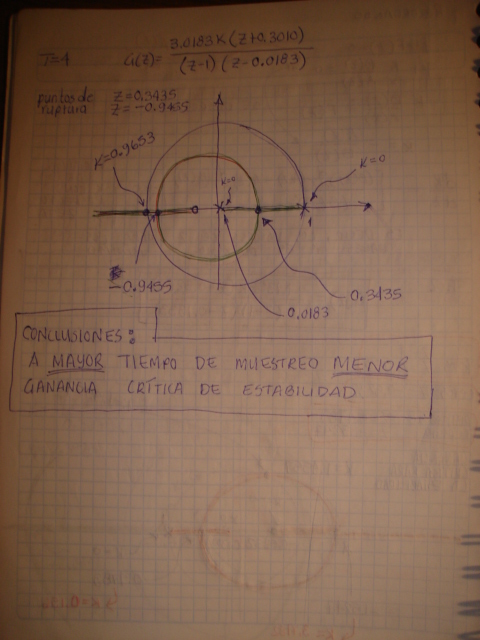 T=4 G(Z)= 3.0183K(Z+0.3010)
(Z-1) (Z-0.0183)
puntos de Z=0.3435
ruptura Z=-0.9455
K=0.9653
K=0
K=0
1
-0.9455
0.3435
0.0183
CONCLUSIONES:
A MAYOR TIEMPO DE MUESTREO MENOR
GANANCIA CRÍTICA DE ESTABILIDAD